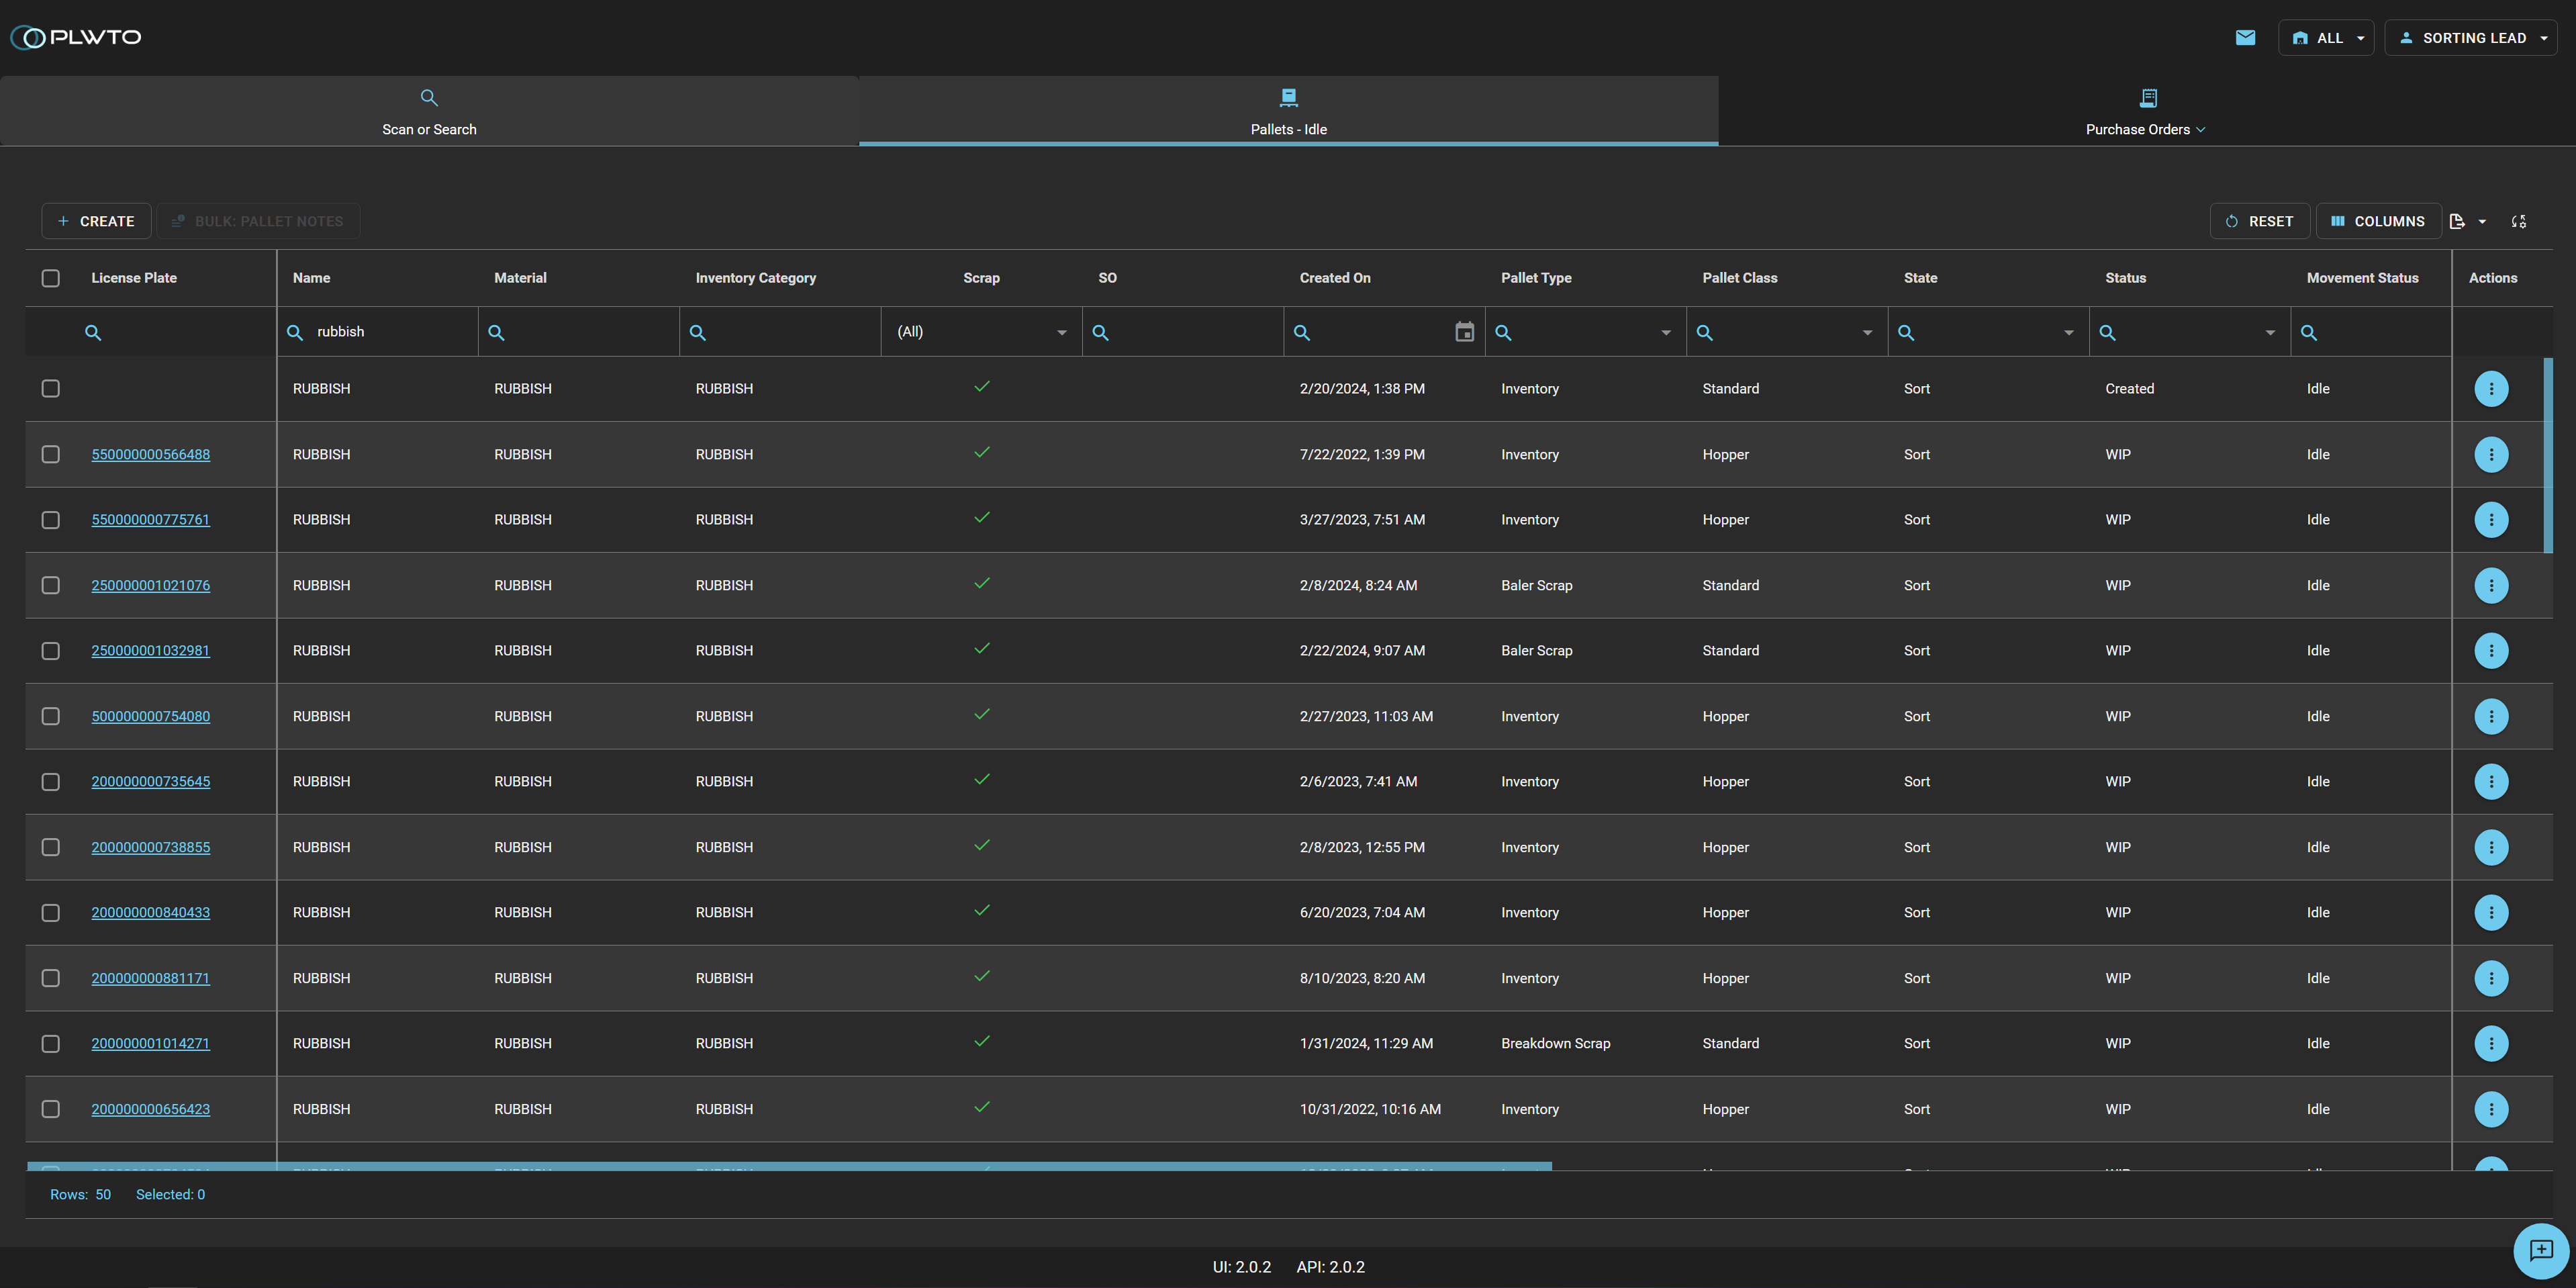 PLWTO
ALL SORTING LEAD
Scan or Search Pallets - Idle Purchase Orders
CREATE BULK: PALLET NOTES RESET COLUMNS
License Plate Name Material Inventory Category Scrap SO Created On Pallet Type Pallet Class State Status Movement Status Actions
rubbish (All)
RUBBISH RUBBISH RUBBISH 2/20/2024, 1:38 PM Inventory Standard Sort Created Idle
550000000566488 RUBBISH RUBBISH RUBBISH 7/22/2022, 1:39 PM Inventory Hopper Sort WIP Idle
550000000775761 RUBBISH RUBBISH RUBBISH 3/27/2023, 7:51 AM Inventory Hopper Sort WIP Idle
250000001021076 RUBBISH RUBBISH RUBBISH 2/8/2024, 8:24 AM Baler Scrap Standard Sort WIP Idle
250000001032981 RUBBISH RUBBISH RUBBISH 2/22/2024, 9:07 AM Baler Scrap Standard Sort WIP Idle
500000000754080 RUBBISH RUBBISH RUBBISH 2/27/2023, 11:03 AM Inventory Hopper Sort WIP Idle
200000000735645 RUBBISH RUBBISH RUBBISH 2/6/2023, 7:41 AM Inventory Hopper Sort WIP Idle
200000000738855 RUBBISH RUBBISH RUBBISH 2/8/2023, 12:55 PM Inventory Hopper Sort WIP Idle
200000000840433 RUBBISH RUBBISH RUBBISH 6/20/2023, 7:04 AM Inventory Hopper Sort WIP Idle
200000000881171 RUBBISH RUBBISH RUBBISH 8/10/2023, 8:20 AM Inventory Hopper Sort WIP Idle
200000001014271 RUBBISH RUBBISH RUBBISH 1/31/2024, 11:29 AM Breakdown Scrap Standard Sort WIP Idle
200000000656423 RUBBISH RUBBISH RUBBISH 10/31/2022, 10:16 AM Inventory Hopper Sort WIP Idle
Rows: 50 Selected: 0
UI: 2.0.2 API: 2.0.2